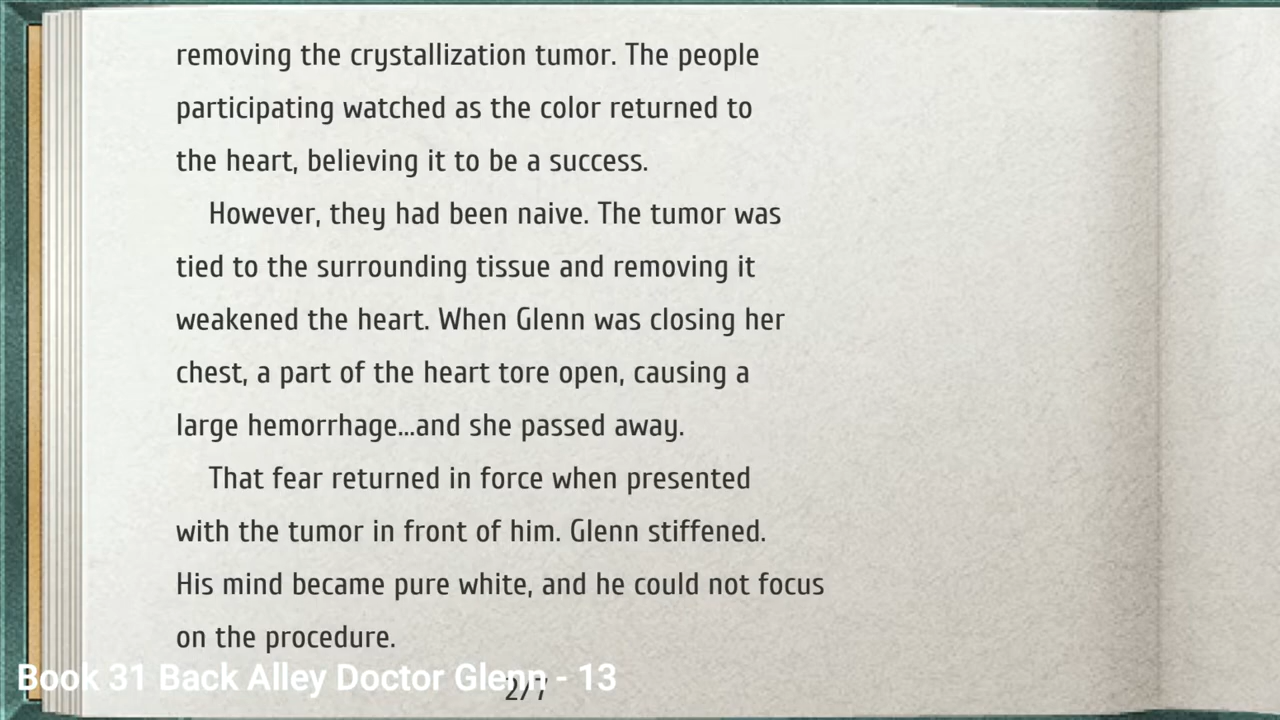 removing the crystallization tumor. The people
participating watched as the color returned to
the heart, believing it to be a success.
However, they had been naive. The tumor was
tied to the surrounding tissue and removing it
weakened the heart. When Glenn was closing her
chest, a part of the heart tore open, causing a
large hemorrhage...and she passed away.
That fear returned in force when presented
with the tumor in front of him. Glenn stiffened.
His mind became pure white, and he could not focus
on the procedure.
Book 31 Back Alley Doctor Glenn - 13
2/7